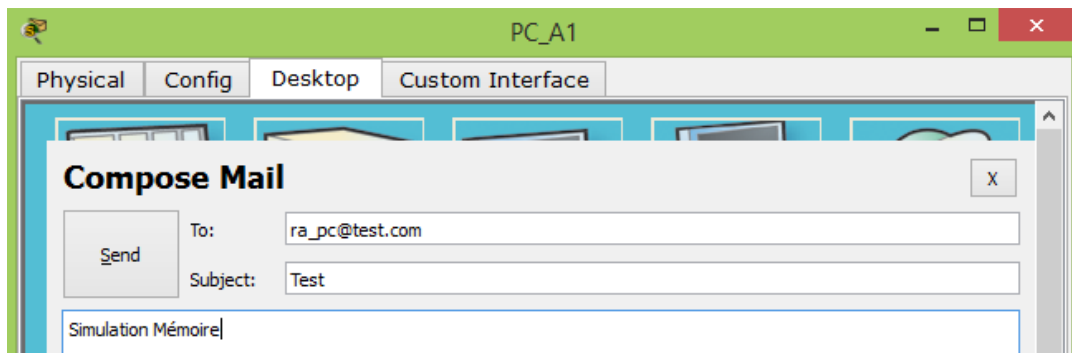 PC_A1
Physical Config Desktop Custom Interface
Compose Mail X
To: ra_pc@test.com
Send
Subject: Test
Simulation Mémoire